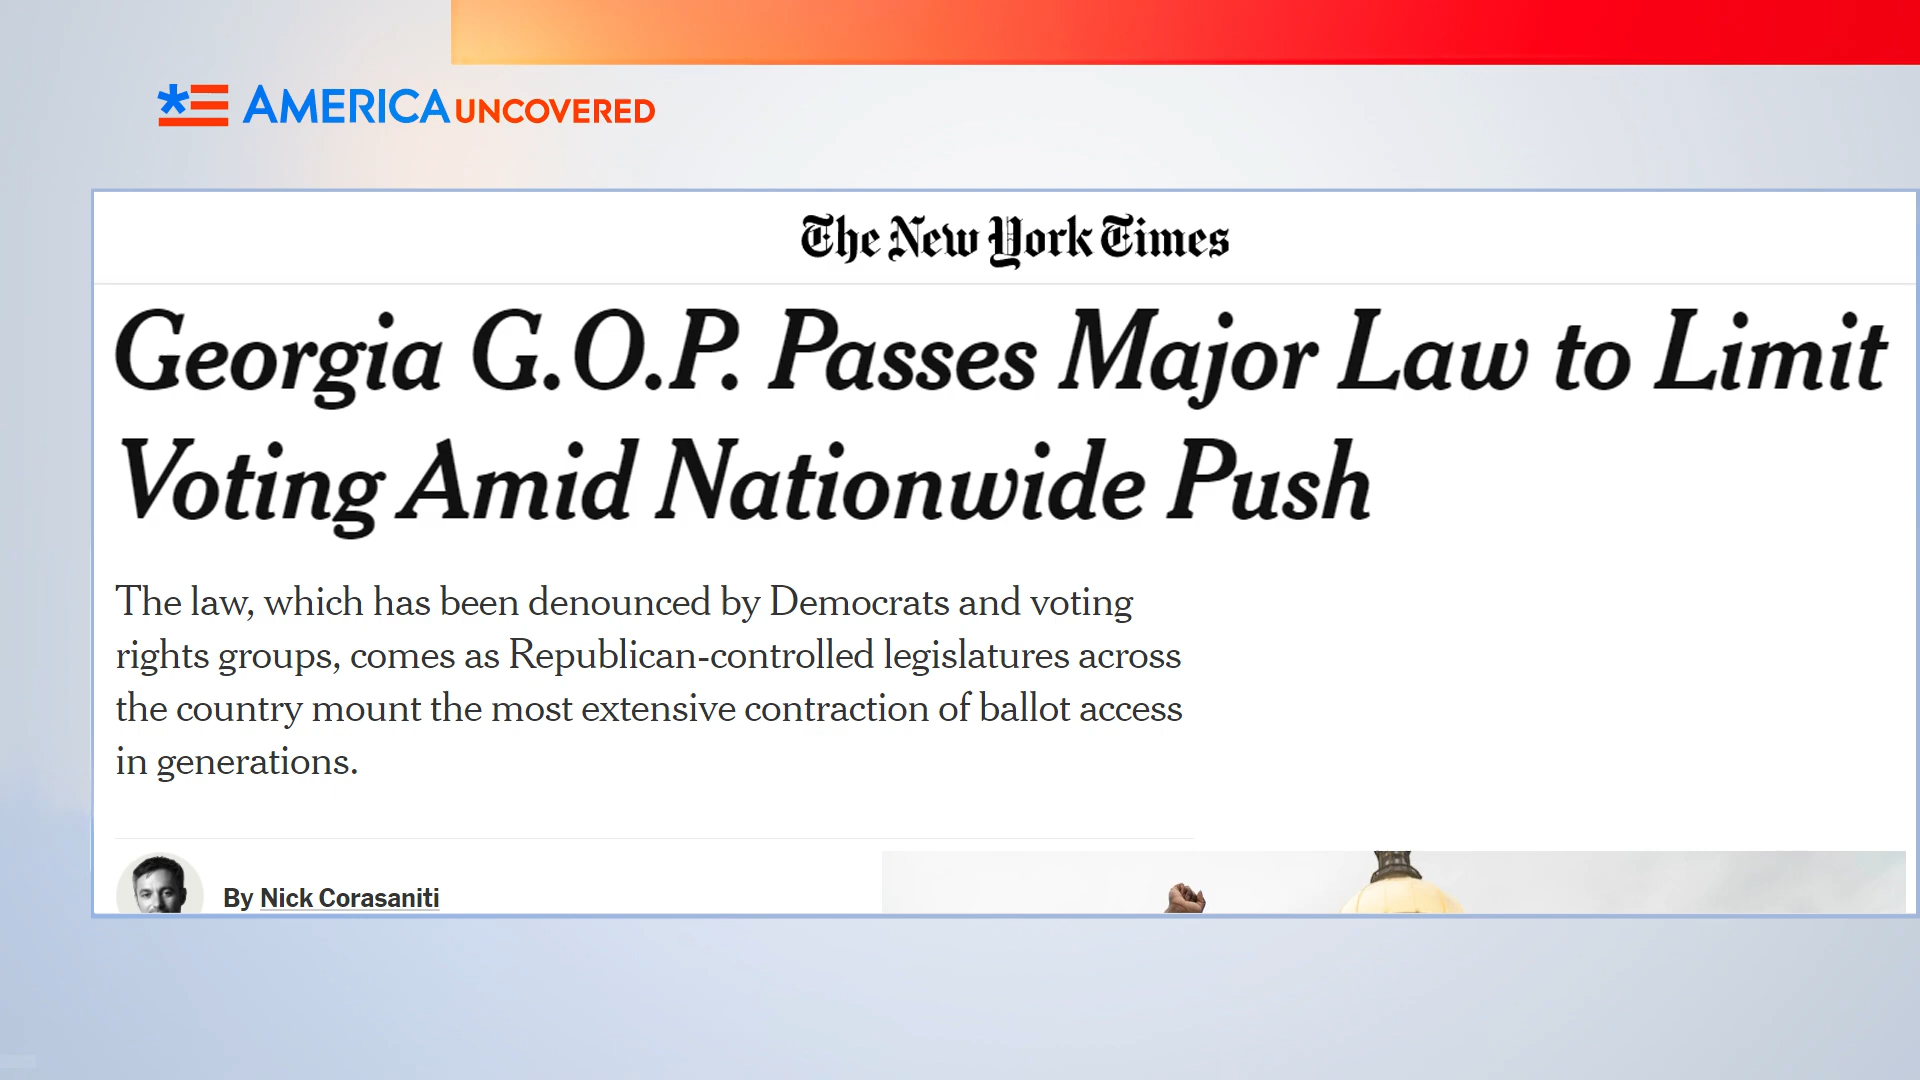 AMERICA UNCOVERED
The New York Times
Georgia G.O.P. Passes Major Law to Limit
Voting Amid Nationwide Push
The law, which has been denounced by Democrats and voting
rights groups, comes as Republican-controlled legislatures across
the country mount the most extensive contraction of ballot access
in generations.
By Nick Corasaniti